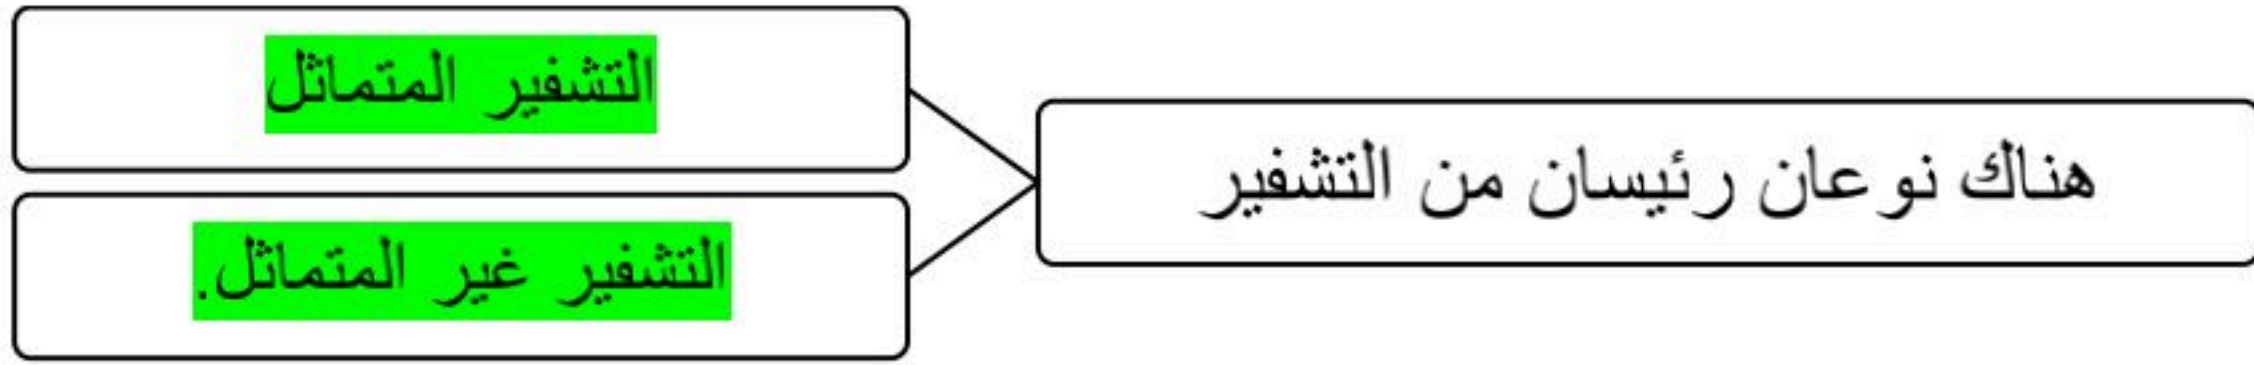 هناك نوعان رئيسان من التشفير
التشفير المتماثل
التشفير غير المتماثل.